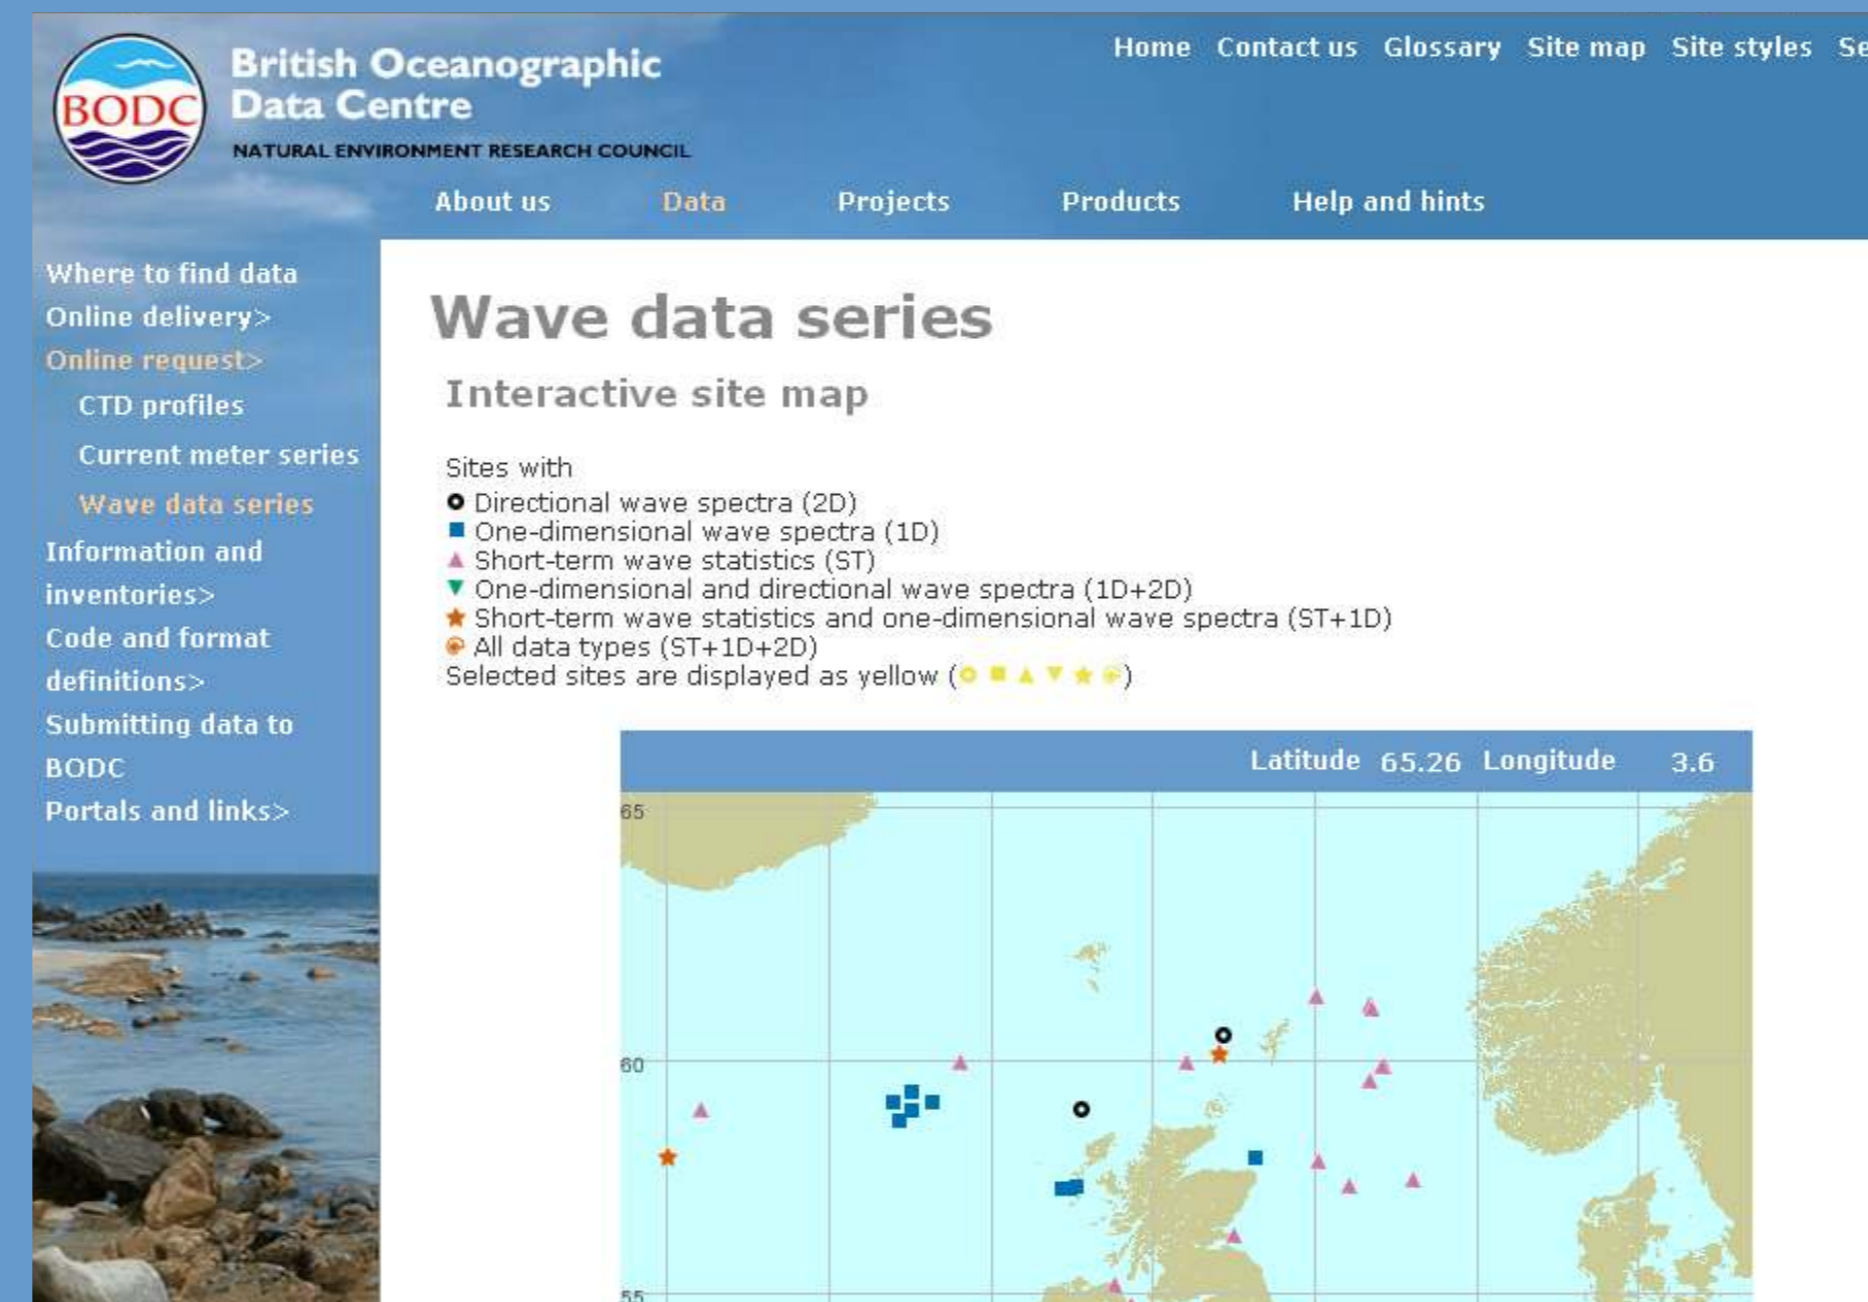 BODC
British Oceanographic
Data Centre
NATURAL ENVIRONMENT RESEARCH COUNCIL
Home Contact us Glossary Site map Site styles Se
About us Data Projects Products Help and hints
Where to find data
Online delivery>
Online request>
CTD profiles
Current meter series
Wave data series
Information and
inventories>
Code and format
definitions>
Submitting data to
BODC
Portals and links>
Wave data series
Interactive site map
Sites with
Directional wave spectra (2D)
One-dimensional wave spectra (1D)
Short-term wave statistics (ST)
One-dimensional and directional wave spectra (1D+2D)
Short-term wave statistics and one-dimensional wave spectra (ST+1D)
All data types (ST+1D+2D)
Selected sites are displayed as yellow ( )
Latitude 65.26 Longitude 3.6
65
60
55